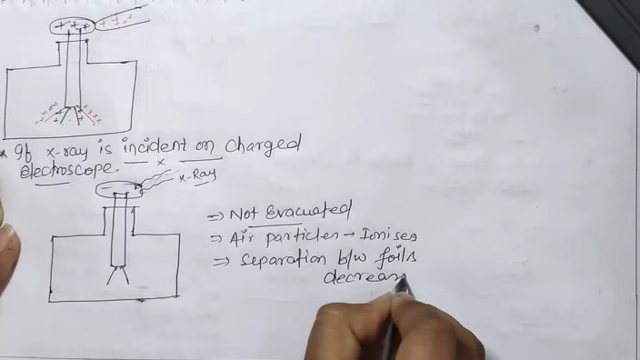 * If x-ray is incident on charged
electroscope.
x-Ray
⇒ Not Evacuated
⇒ Air particles → Ionises
⇒ Separation b/w foils
decreas